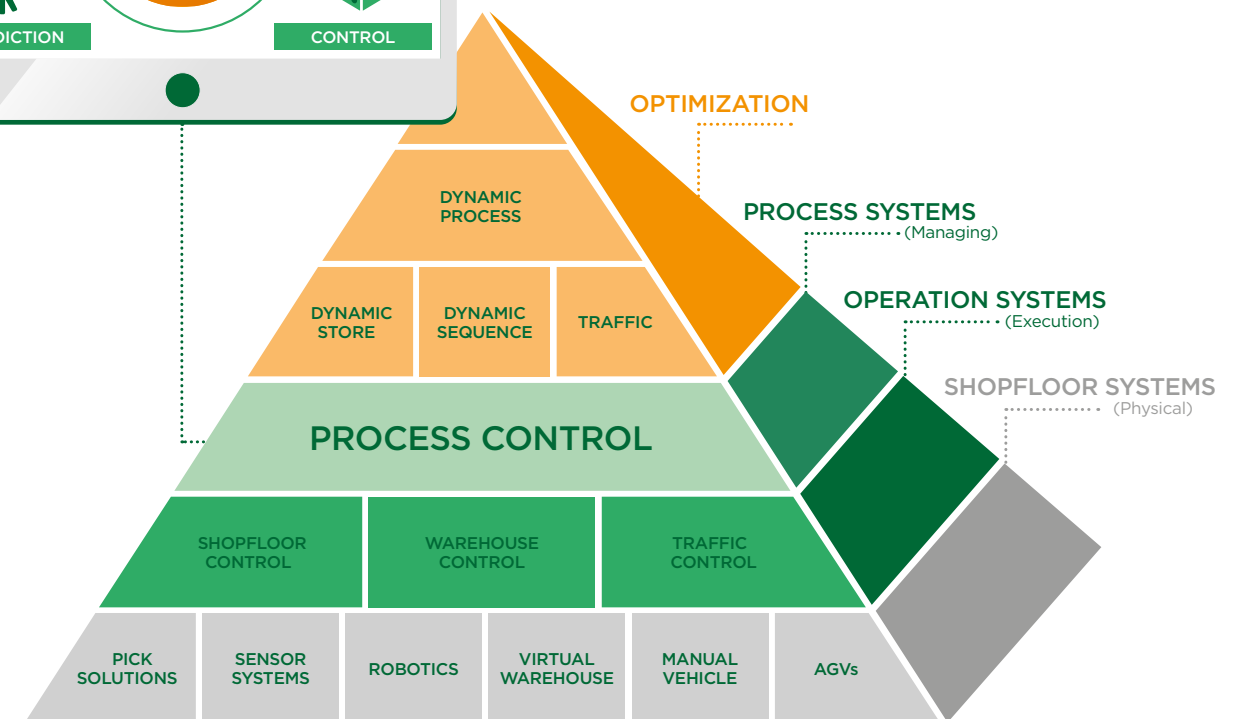 CONTROL
OPTIMIZATION
DYNAMIC
PROCESS
PROCESS SYSTEMS
(Managing)
OPERATION SYSTEMS
(Execution)
DYNAMIC
STORE
DYNAMIC
SEQUENCE
TRAFFIC
SHOPFLOOR SYSTEMS
(Physical)
PROCESS CONTROL
SHOPFLOOR
CONTROL
WAREHOUSE
CONTROL
TRAFFIC
CONTROL
PICK
SOLUTIONS
SENSOR
SYSTEMS
ROBOTICS
VIRTUAL
WAREHOUSE
MANUAL
VEHICLE
AGVs